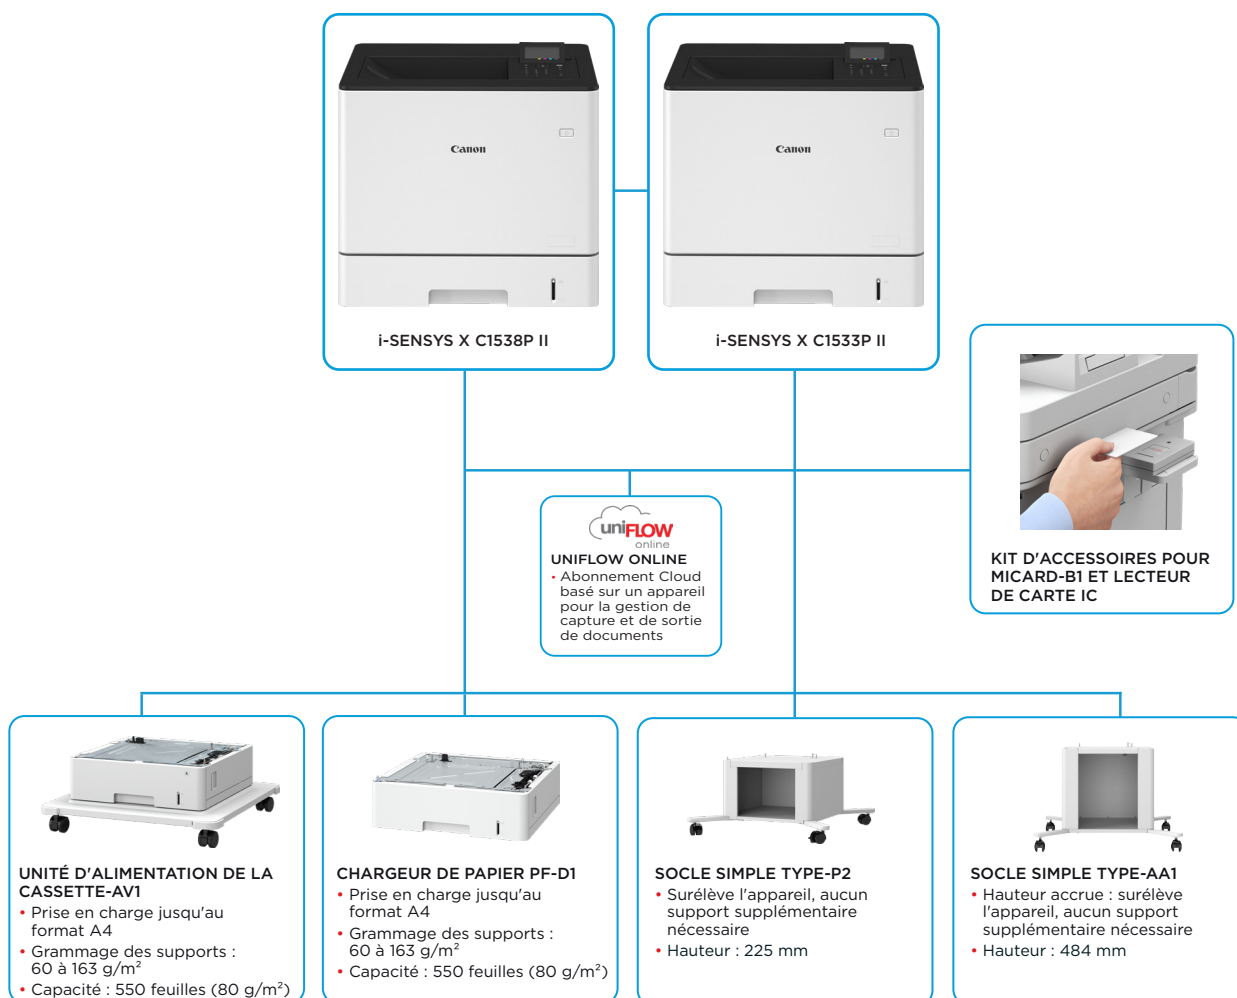 Canon
Canon
i-SENSYS X C1538P II
i-SENSYS X C1533P II
uniFLOW
online
UNIFLOW ONLINE
• Abonnement Cloud
basé sur un appareil
pour la gestion de
capture et de sortie
de documents
KIT D'ACCESSOIRES POUR
MICARD-B1 ET LECTEUR
DE CARTE IC
UNITÉ D'ALIMENTATION DE LA
CASSETTE-AV1
• Prise en charge jusqu'au
format A4
• Grammage des supports :
60 à 163 g/m²
• Capacité : 550 feuilles (80 g/m²)
CHARGEUR DE PAPIER PF-D1
• Prise en charge jusqu'au
format A4
• Grammage des supports :
60 à 163 g/m²
• Capacité : 550 feuilles (80 g/m²)
SOCLE SIMPLE TYPE-P2
• Surélève l'appareil, aucun
support supplémentaire
nécessaire
• Hauteur : 225 mm
SOCLE SIMPLE TYPE-AA1
• Hauteur accrue : surélève
l'appareil, aucun support
supplémentaire nécessaire
• Hauteur : 484 mm